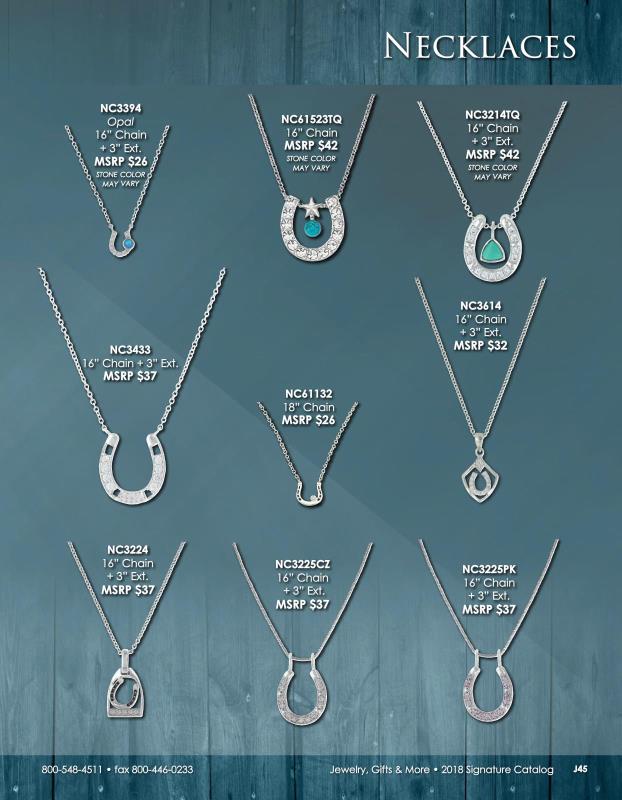 NECKLACES
NC3394
Opal
16" Chain
+ 3" Ext.
MSRP $26
STONE COLOR
MAY VARY
NC61523TQ
16" Chain
MSRP $42
STONE COLOR
MAY VARY
NC3214TQ
16" Chain
+ 3" Ext.
MSRP $42
STONE COLOR
MAY VARY
NC3433
16" Chain + 3" Ext.
MSRP $37
NC61132
18" Chain
MSRP $26
NC3614
16" Chain
+ 3" Ext.
MSRP $32
NC3224
16" Chain
+ 3" Ext.
MSRP $37
NC3225CZ
16" Chain
+ 3" Ext.
MSRP $37
NC3225PK
16" Chain
+ 3" Ext.
MSRP $37
800-548-4511 • fax 800-446-0233
Jewelry, Gifts & More • 2018 Signature Catalog J45